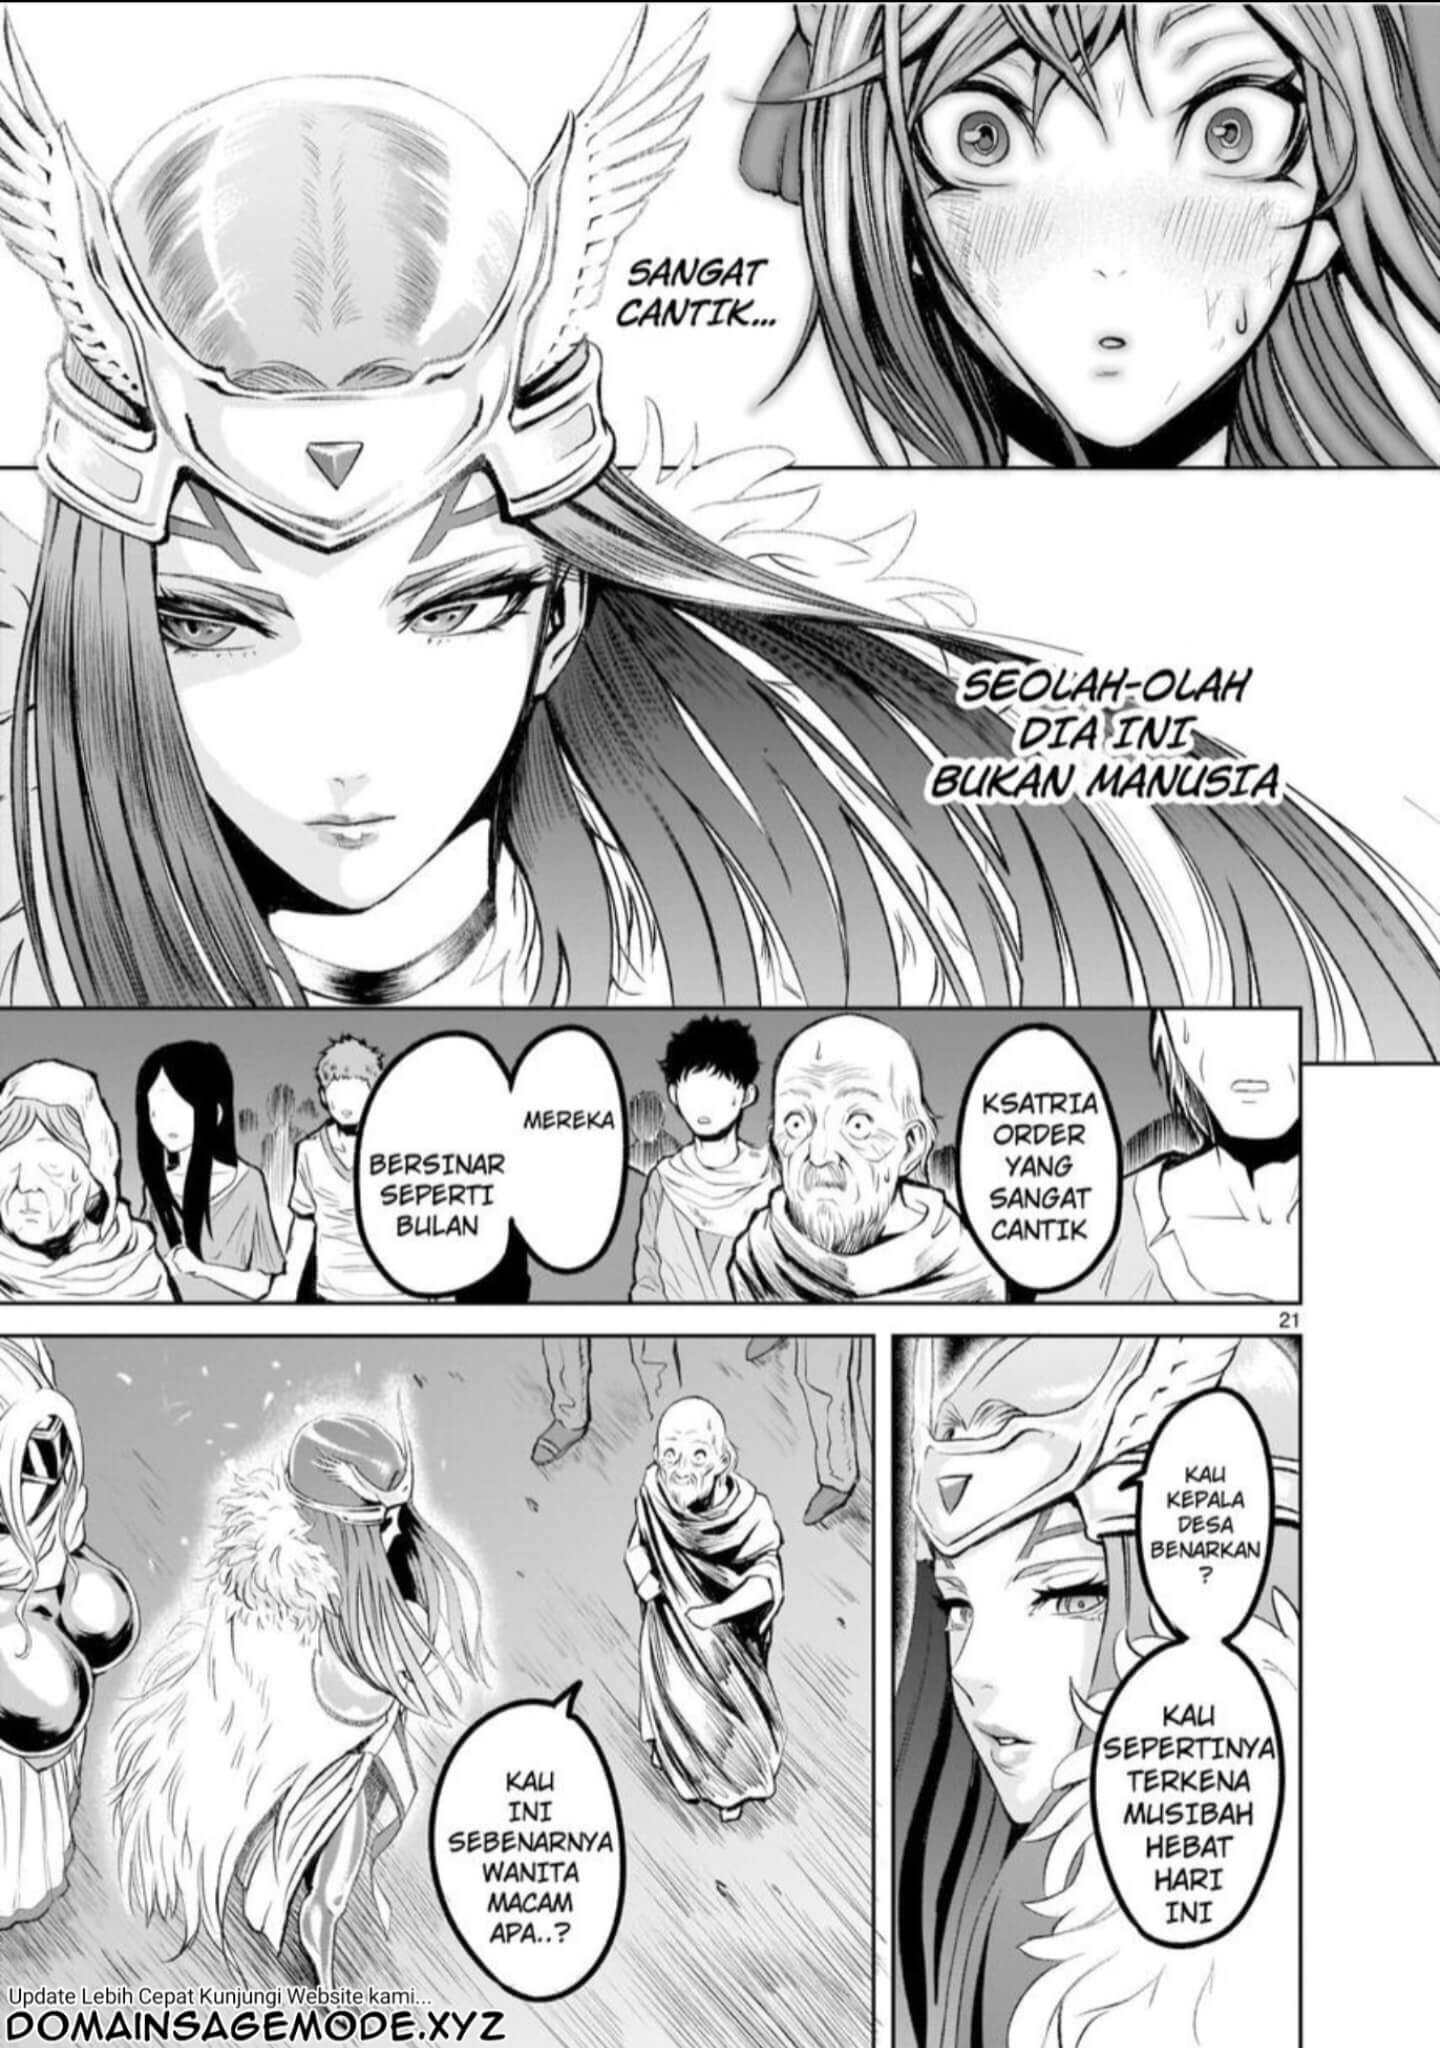 SANGAT
CANTIK...
SEOLAH-OLAH
DIA INI
BUKAN MANUSIA
KSATRIA
ORDER
YANG
SANGAT
CANTIK
MEREKA
BERSINAR
SEPERTI
BULAN
21
KAU
KEPALA
DESA
BENARKAN
?
KAU
SEPERTINYA
TERKENA
MUSIBAH
HEBAT
HARI
INI
KAU
INI
SEBENARNYA
WANITA
MACAM
APA..?
Update Lebih Cepat Kunjungi Website kami...
DOMAINSAGEMODE.XYZ